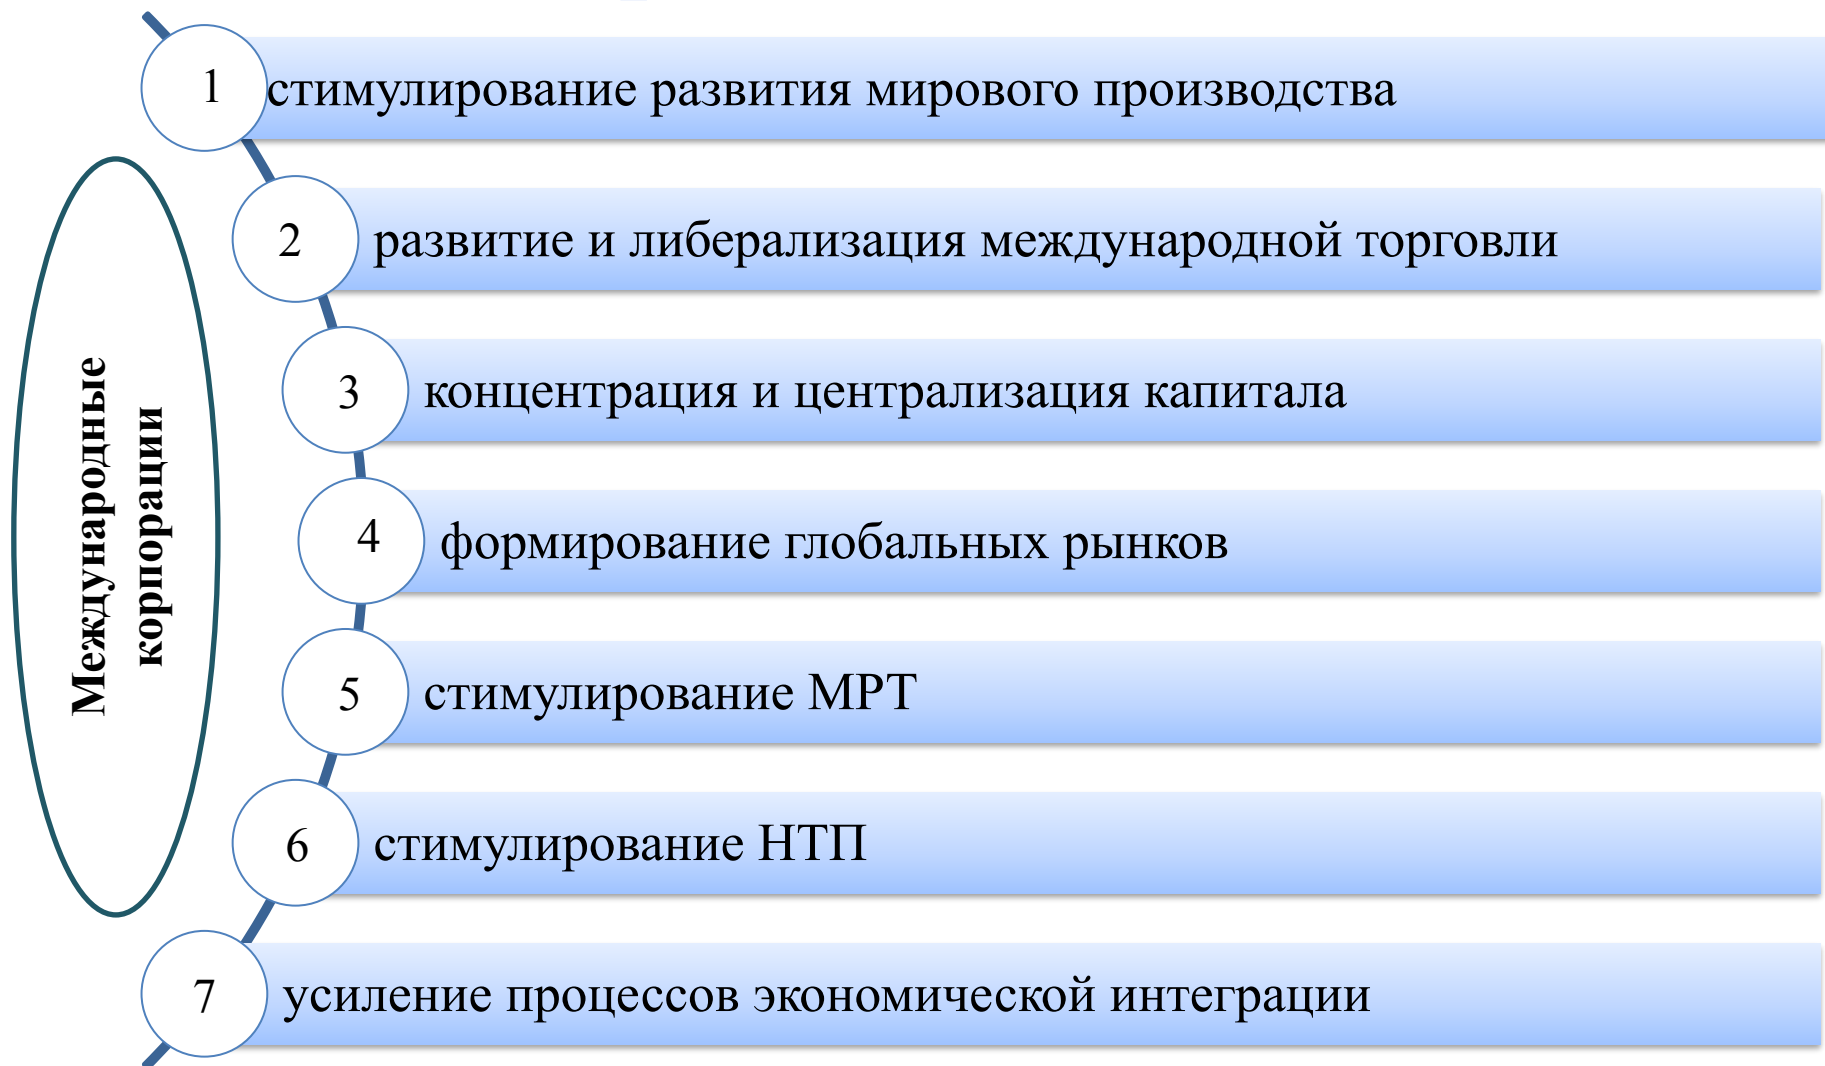 1
стимулирование развития мирового производства
2
развитие и либерализация международной торговли
3
концентрация и централизация капитала
Международные
корпорации
4
формирование глобальных рынков
5
стимулирование МРТ
6
стимулирование НТП
7
усиление процессов экономической интеграции